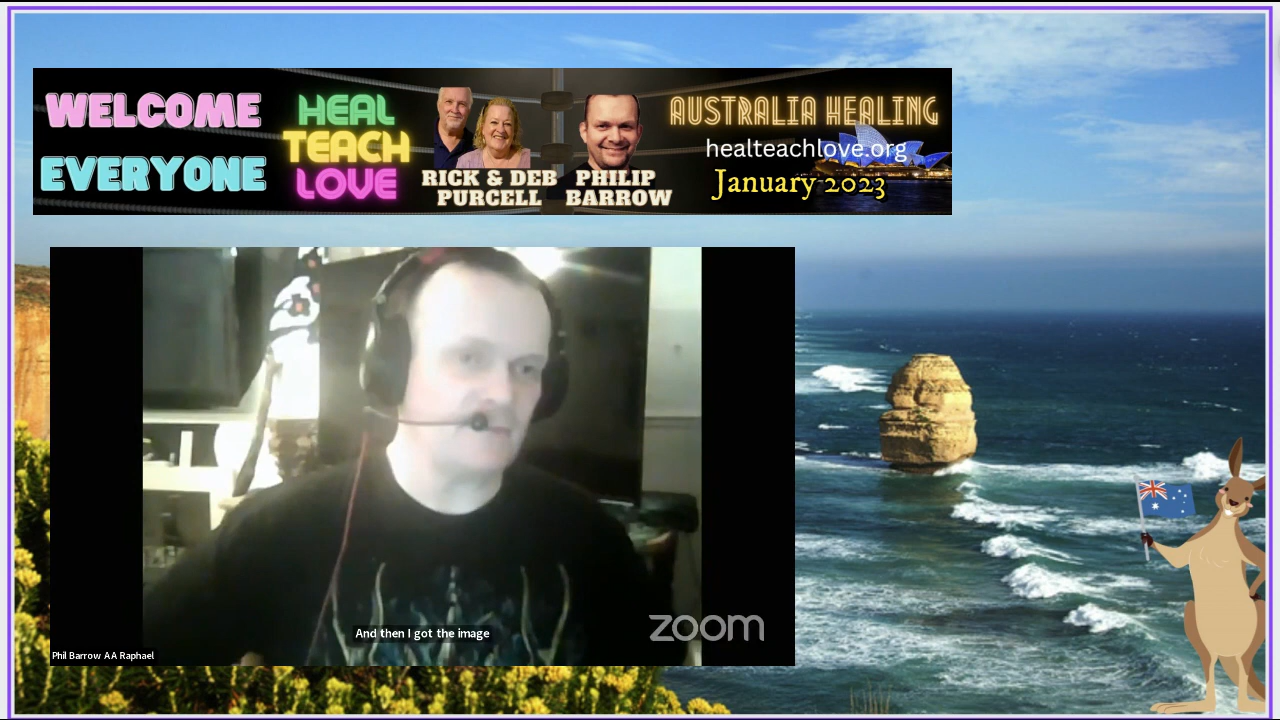 WELCOME
EVERYONE
HEAL
TEACH
LOVE
RICK & DEB
PURCELL
PHILIP
BARROW
AUSTRALIA HEALING
healteachlove.org
January 2023
And then I got the image
zoom
Phil Barrow AA Raphael